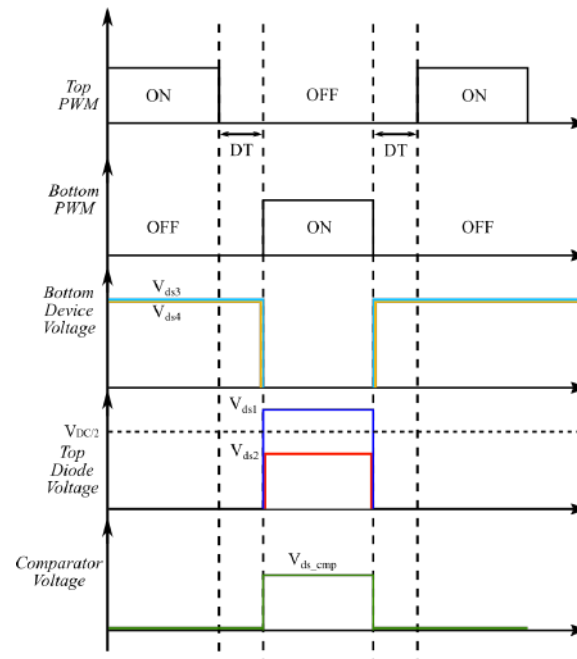 Top
PWM
ON
OFF
ON
DT
DT
Bottom
PWM
OFF
ON
OFF
Bottom
Device
Voltage
Vds3
Vds4
VDC/2
Top
Diode
Voltage
Vds1
Vds2
Comparator
Voltage
Vds_cmp